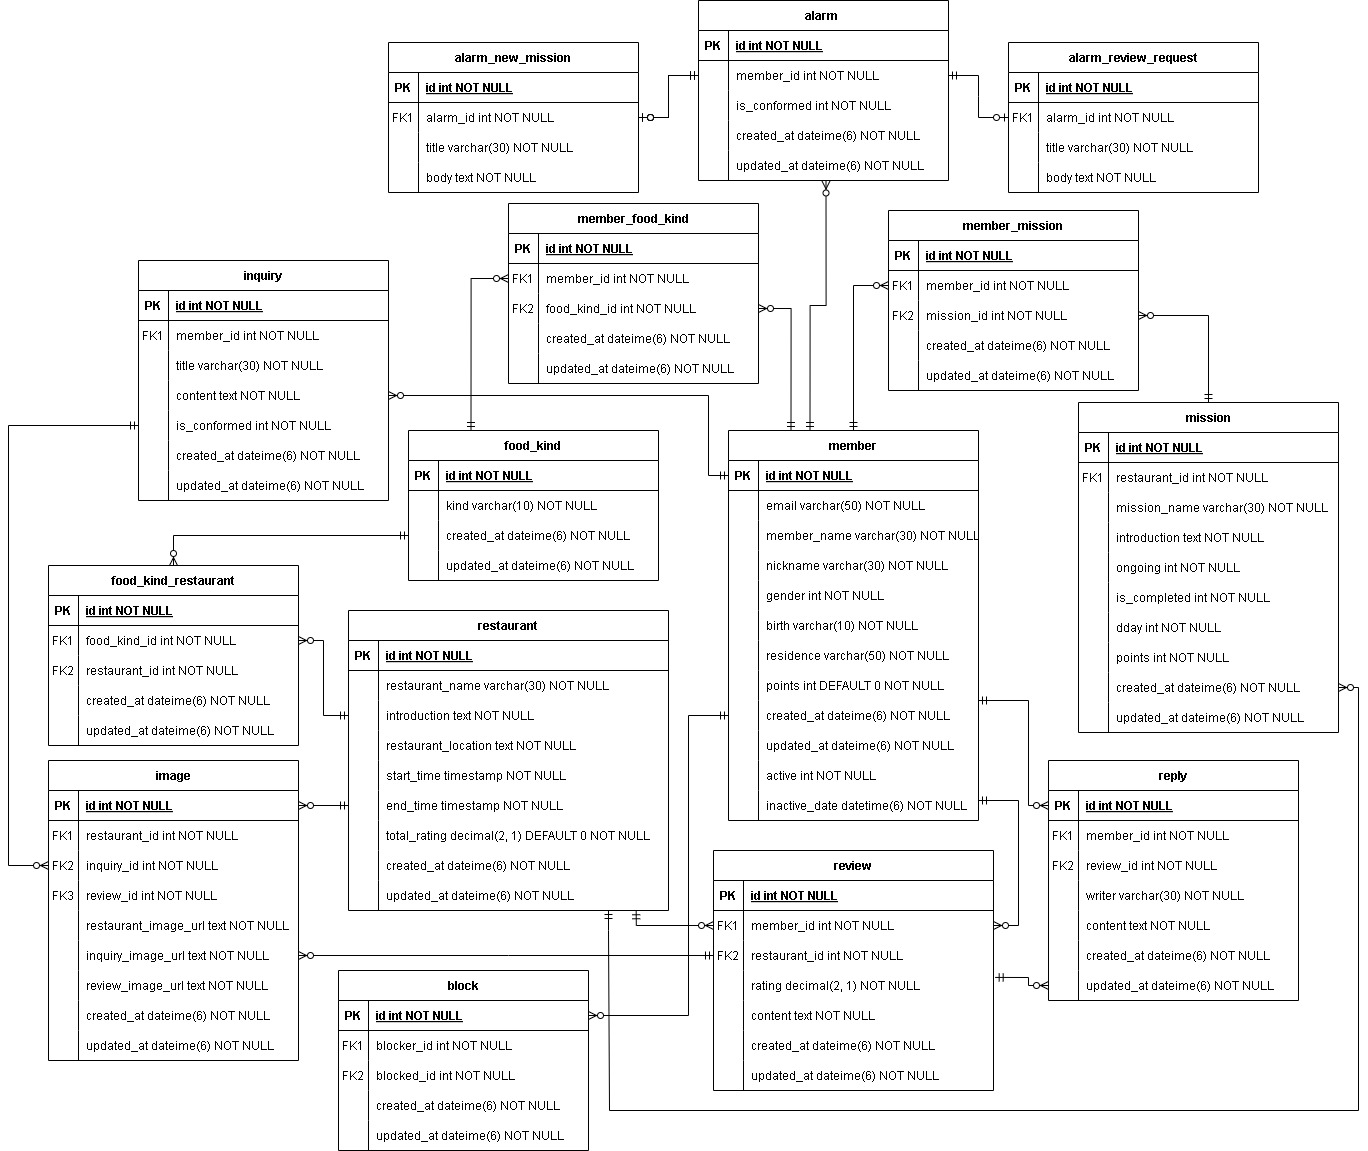 alarm
PK id int NOT NULL
member_id int NOT NULL
is_conformed int NOT NULL
created_at dateime(6) NOT NULL
updated_at dateime(6) NOT NULL
alarm_new_mission
PK id int NOT NULL
FK1 alarm_id int NOT NULL
title varchar(30) NOT NULL
body text NOT NULL
alarm_review_request
PK id int NOT NULL
FK1 alarm_id int NOT NULL
title varchar(30) NOT NULL
body text NOT NULL
member_food_kind
PK id int NOT NULL
FK1 member_id int NOT NULL
FK2 food_kind_id int NOT NULL
created_at dateime(6) NOT NULL
updated_at dateime(6) NOT NULL
member_mission
PK id int NOT NULL
FK1 member_id int NOT NULL
FK2 mission_id int NOT NULL
created_at dateime(6) NOT NULL
updated_at dateime(6) NOT NULL
inquiry
PK id int NOT NULL
FK1 member_id int NOT NULL
title varchar(30) NOT NULL
content text NOT NULL
is_conformed int NOT NULL
created_at dateime(6) NOT NULL
updated_at dateime(6) NOT NULL
food_kind
PK id int NOT NULL
kind varchar(10) NOT NULL
created_at dateime(6) NOT NULL
updated_at dateime(6) NOT NULL
member
PK id int NOT NULL
email varchar(50) NOT NULL
member_name varchar(30) NOT NULL
nickname varchar(30) NOT NULL
gender int NOT NULL
birth varchar(10) NOT NULL
residence varchar(50) NOT NULL
points int DEFAULT 0 NOT NULL
created_at dateime(6) NOT NULL
updated_at dateime(6) NOT NULL
active int NOT NULL
inactive_date datetime(6) NOT NULL
mission
PK id int NOT NULL
FK1 restaurant_id int NOT NULL
mission_name varchar(30) NOT NULL
introduction text NOT NULL
ongoing int NOT NULL
is_completed int NOT NULL
dday int NOT NULL
points int NOT NULL
created_at dateime(6) NOT NULL
updated_at dateime(6) NOT NULL
food_kind_restaurant
PK id int NOT NULL
FK1 food_kind_id int NOT NULL
FK2 restaurant_id int NOT NULL
created_at dateime(6) NOT NULL
updated_at dateime(6) NOT NULL
restaurant
PK id int NOT NULL
restaurant_name varchar(30) NOT NULL
introduction text NOT NULL
restaurant_location text NOT NULL
start_time timestamp NOT NULL
end_time timestamp NOT NULL
total_rating decimal(2, 1) DEFAULT 0 NOT NULL
created_at dateime(6) NOT NULL
updated_at dateime(6) NOT NULL
image
PK id int NOT NULL
FK1 restaurant_id int NOT NULL
FK2 inquiry_id int NOT NULL
FK3 review_id int NOT NULL
restaurant_image_url text NOT NULL
inquiry_image_url text NOT NULL
review_image_url text NOT NULL
created_at dateime(6) NOT NULL
updated_at dateime(6) NOT NULL
reply
PK id int NOT NULL
FK1 member_id int NOT NULL
FK2 review_id int NOT NULL
writer varchar(30) NOT NULL
content text NOT NULL
created_at dateime(6) NOT NULL
updated_at dateime(6) NOT NULL
review
PK id int NOT NULL
FK1 member_id int NOT NULL
FK2 restaurant_id int NOT NULL
rating decimal(2, 1) NOT NULL
content text NOT NULL
created_at dateime(6) NOT NULL
updated_at dateime(6) NOT NULL
block
PK id int NOT NULL
FK1 blocker_id int NOT NULL
FK2 blocked_id int NOT NULL
created_at dateime(6) NOT NULL
updated_at dateime(6) NOT NULL